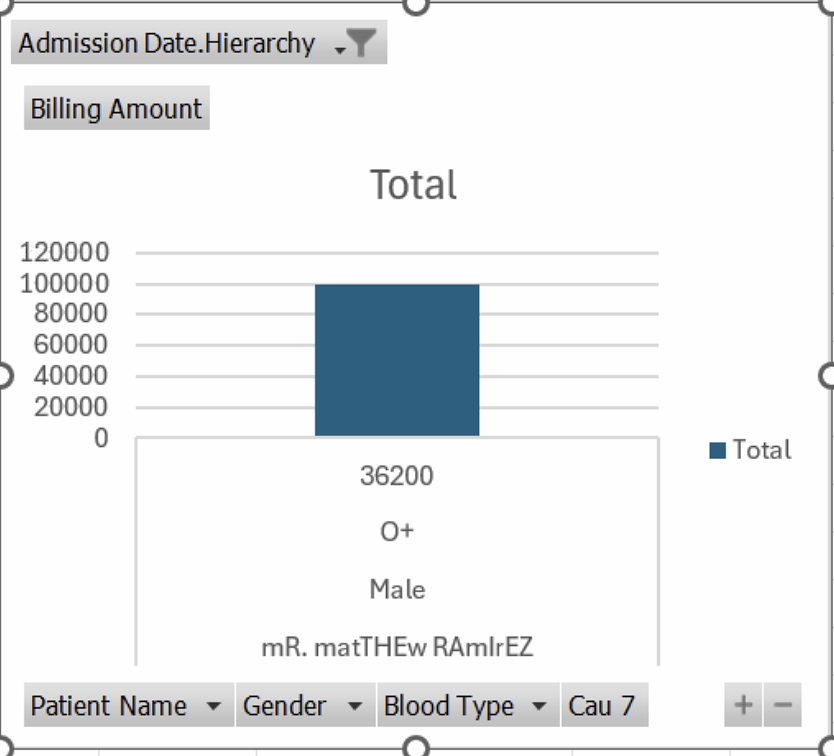 Admission Date.Hierarchy
Billing Amount
Total
120000
100000
80000
60000
40000
20000
0
Total
36200
O+
Male
mR. matTHEw RAmIrEZ
Patient Name Gender Blood Type Cau 7 + −